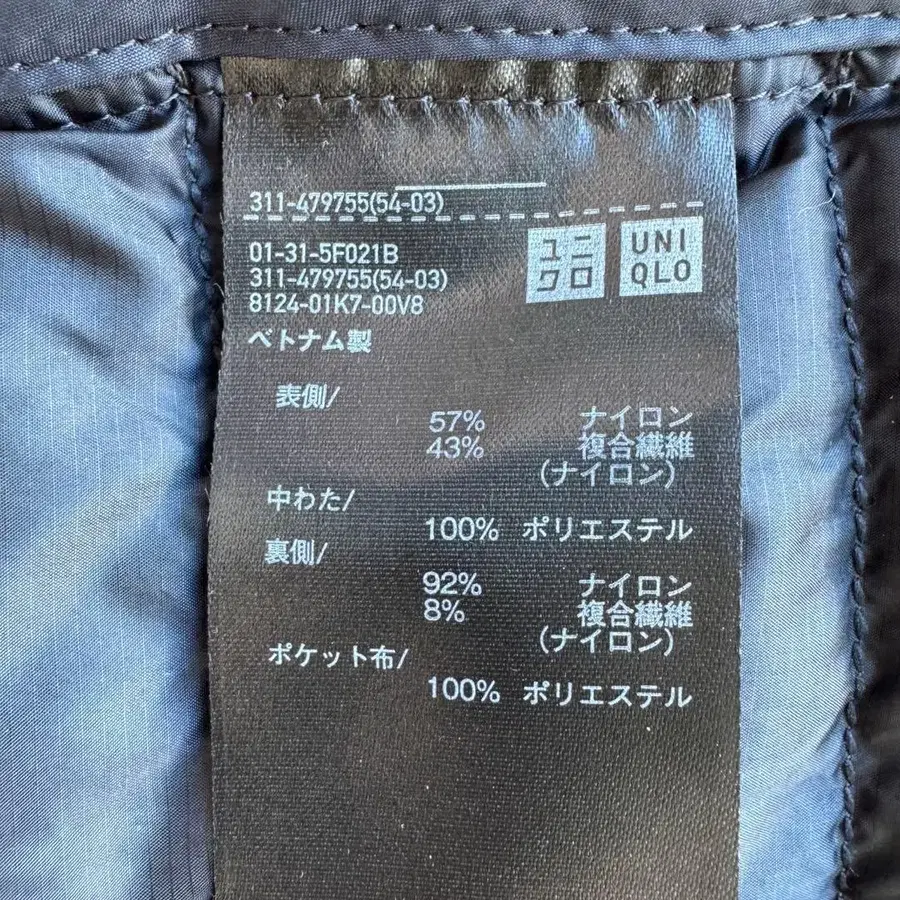 311-479755(54-03)
01-31-5F021B
311-479755(54-03)
8124-01K7-00V8
ユニ
クロ
UNI
QLO
ベトナム製
表側/
57% ナイロン
43% 複合繊維
(ナイロン)
中わた/
100% ポリエステル
裏側/
92% ナイロン
8% 複合繊維
(ナイロン)
ポケット布/
100% ポリエステル